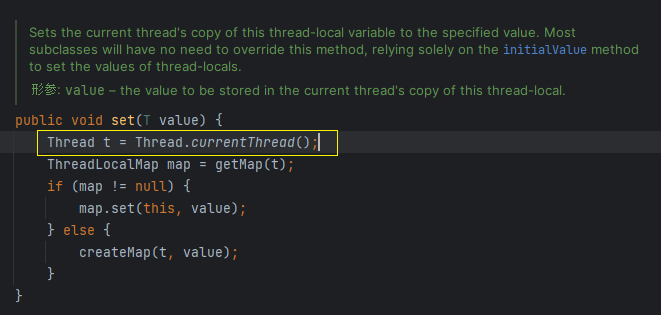 Sets the current thread's copy of this thread-local variable to the specified value. Most
subclasses will have no need to override this method, relying solely on the initialValue method
to set the values of thread-locals.
形参: value – the value to be stored in the current thread's copy of this thread-local.
public void set(T value) {
Thread t = Thread.currentThread();
ThreadLocalMap map = getMap(t);
if (map != null) {
map.set(this, value);
} else {
createMap(t, value);
}
}